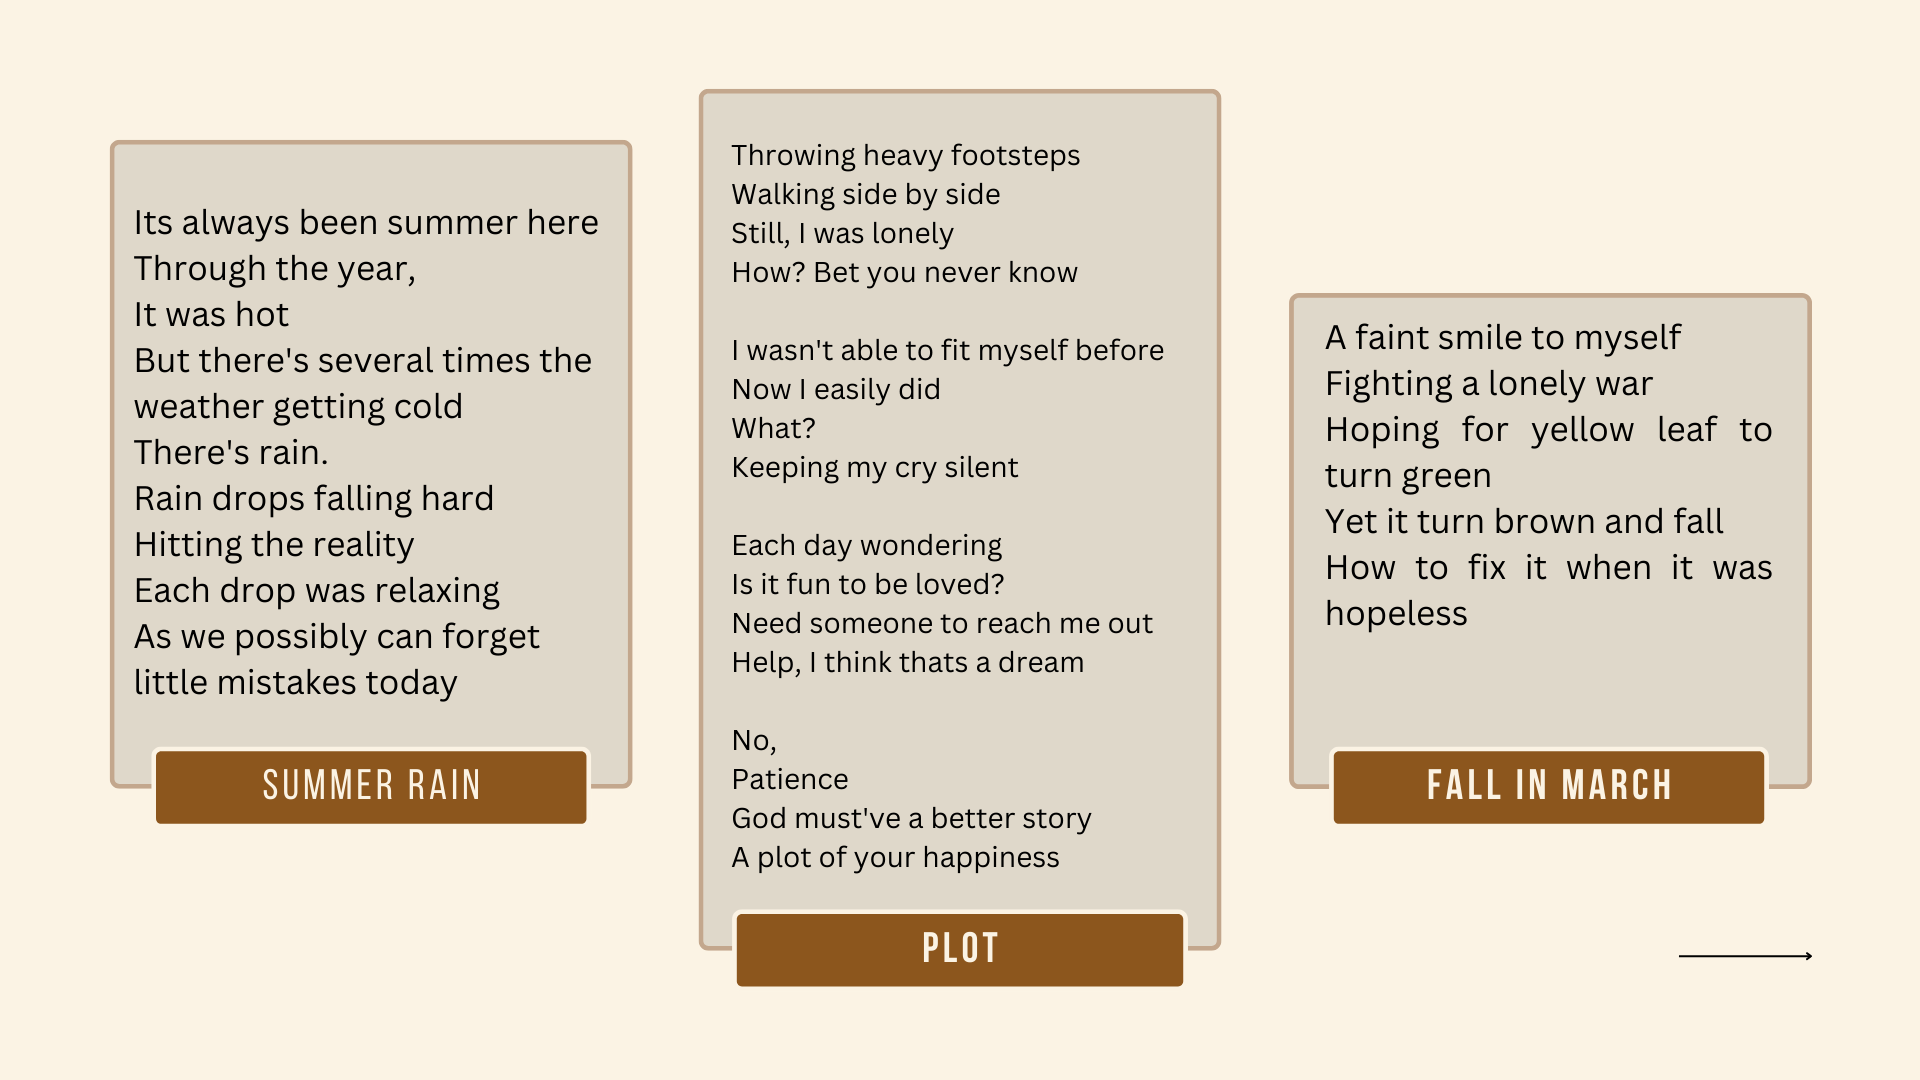 Its always been summer here
Through the year,
It was hot
But there's several times the
weather getting cold
There's rain.
Rain drops falling hard
Hitting the reality
Each drop was relaxing
As we possibly can forget
little mistakes today
SUMMER RAIN
Throwing heavy footsteps
Walking side by side
Still, I was lonely
How? Bet you never know
I wasn't able to fit myself before
Now I easily did
What?
Keeping my cry silent
Each day wondering
Is it fun to be loved?
Need someone to reach me out
Help, I think thats a dream
No,
Patience
God must've a better story
A plot of your happiness
PLOT
A faint smile to myself
Fighting a lonely war
Hoping for yellow leaf to
turn green
Yet it turn brown and fall
How to fix it when it was
hopeless
FALL IN MARCH